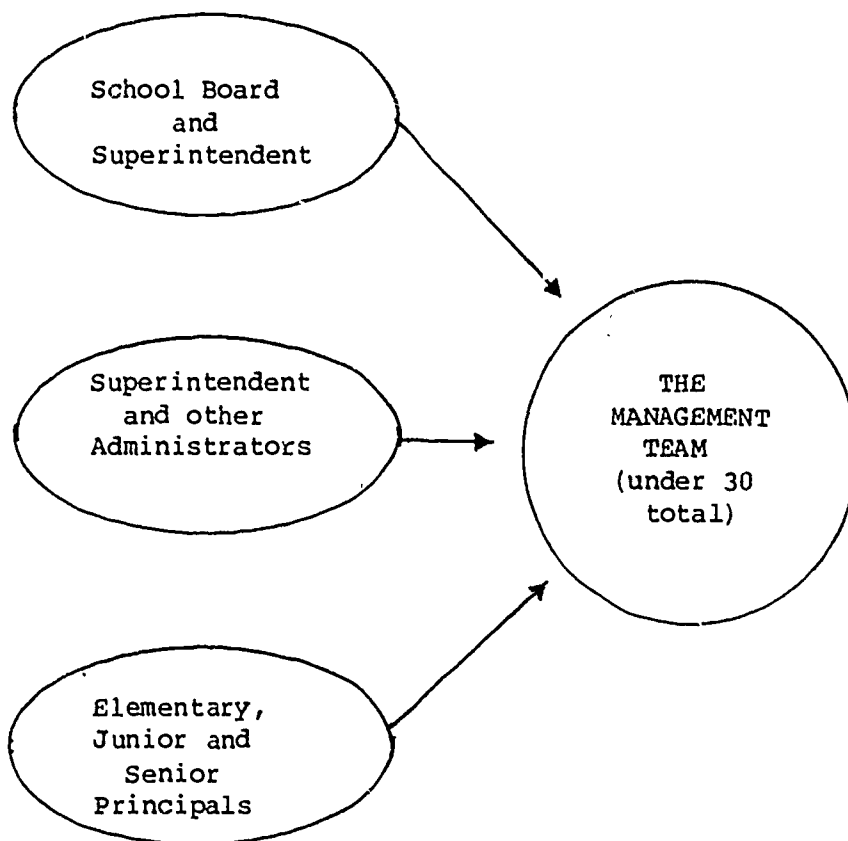 School Board
and
Superintendent
Superintendent
and other
Administrators
Elementary,
Junior and
Senior
Principals
THE
MANAGEMENT
TEAM
(under 30
total)